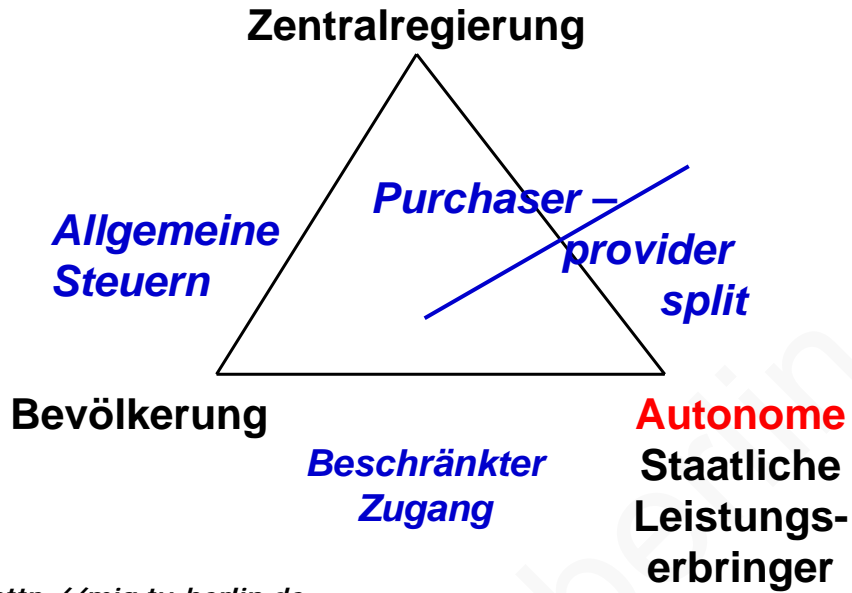 Zentralregierung
Purchaser –
Allgemeine
provider
Steuern
split
Bevölkerung
Autonome
Beschränkter
Staatliche
Zugang
Leistungs-
erbringer